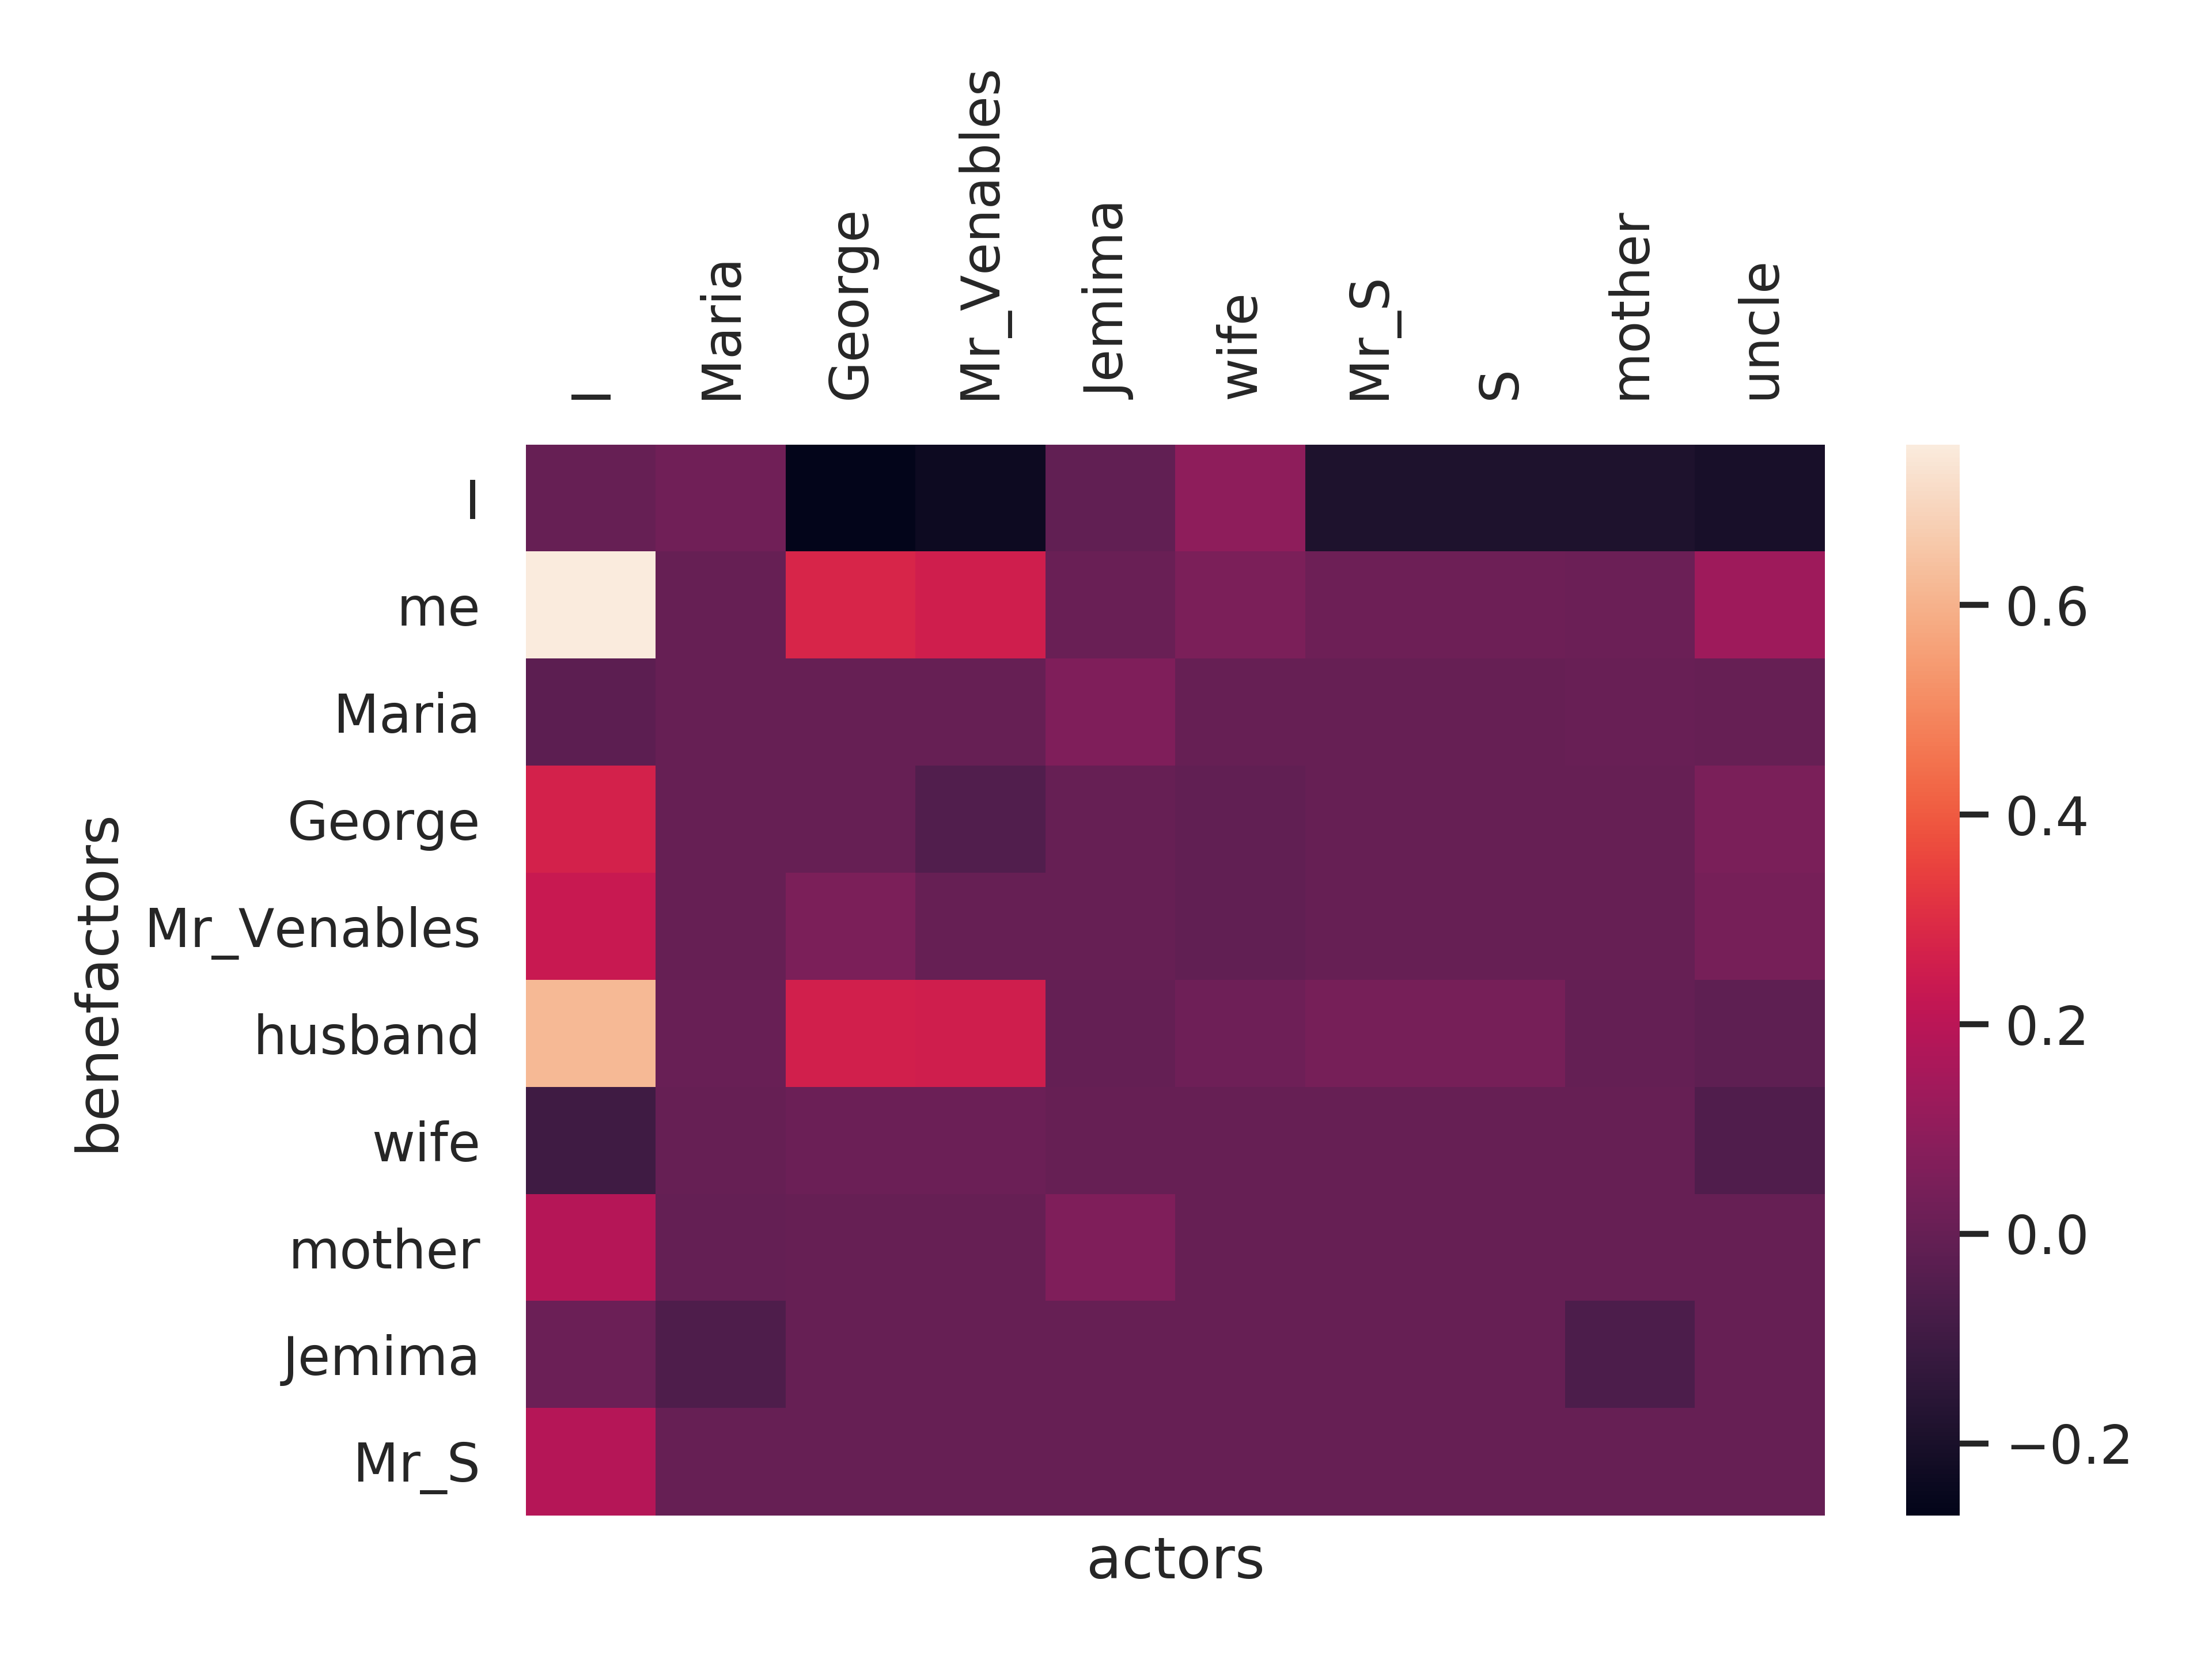 I
Maria
George
Mr_Venables
Jemima
wife
Mr_S
S
mother
uncle
benefactors
I
me
Maria
George
Mr_Venables
husband
wife
mother
Jemima
Mr_S
actors
0.6
0.4
0.2
0.0
−0.2